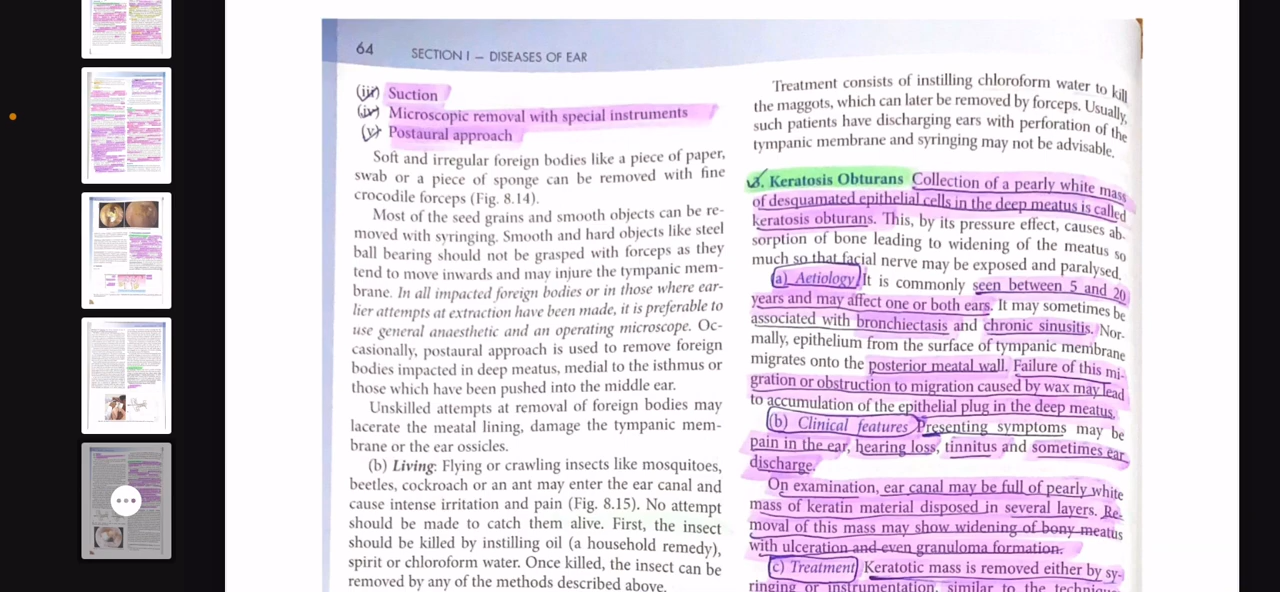 64 SECTION I – DISEASES OF EAR
(iii) Suction
(iv) Microscopic removal with special instruments
(v) Postaural approach
Soft and irregular foreign bodies like a piece of paper,
swab or a piece of sponge can be removed with fine
crocodile forceps (Fig. 8.14).
Most of the seed grains and smooth objects can be re-
moved with syringing. Smooth and hard objects like steel
ball bearing should not be grasped with forceps as they
tend to move inwards and may injure the tympanic mem-
brane. In all impacted foreign bodies or in those where ear-
lier attempts at extraction have been made, it is preferable to
use general anaesthetic and an operating microscope. Oc-
casionally, postaural approach is used to remove foreign
bodies impacted in deep meatus, medial to the isthmus or
those which have been pushed into the middle ear.
Unskilled attempts at removal of foreign bodies may
lacerate the meatal lining, damage the tympanic mem-
brane or the ear ossicles.
(b) Living: Flying or crawling insects like mosquitoes,
beetles, cockroach or an ant may enter the ear canal and
cause intense irritation and pain (Fig. 8.15). No attempt
should be made to catch them alive. First, the insect
should be killed by instilling oil (a household remedy),
spirit or chloroform water. Once killed, the insect can be
removed by any of the methods described above.
Treatment consists of instilling chloroform water to kill
the maggots, which can later be removed by forceps. Usually,
such patients have discharging ears with perforation of the
tympanic membrane and syringing may not be advisable.
3. Keratosis Obturans Collection of a pearly white mass
of desquamated epithelial cells in the deep meatus is called
keratosis obturans. This, by its pressure effect, causes ab-
sorption of bone leading to widening of the meatus so
much so that facial nerve may be exposed and paralysed.
(a) Aetiology It is commonly seen between 5 and 20
years and may affect one or both ears. It may sometimes be
associated with bronchiectasis and chronic sinusitis. Nor-
mally, epithelium from the surface of tympanic membrane
migrates onto the posterior meatal wall. Failure of this mi-
gration or obstruction to migration caused by wax may lead
to accumulation of the epithelial plug in the deep meatus.
(b) Clinical features Presenting symptoms may be
pain in the ear, hearing loss, tinnitus and sometimes ear
discharge.
On examination, ear canal may be full of pearly white
mass of keratin material disposed in several layers. Re-
moval of this mass may show widening of bony meatus
with ulceration and even granuloma formation.
(c) Treatment Keratotic mass is removed either by sy-
ringing or instrumentation, similar to the technique